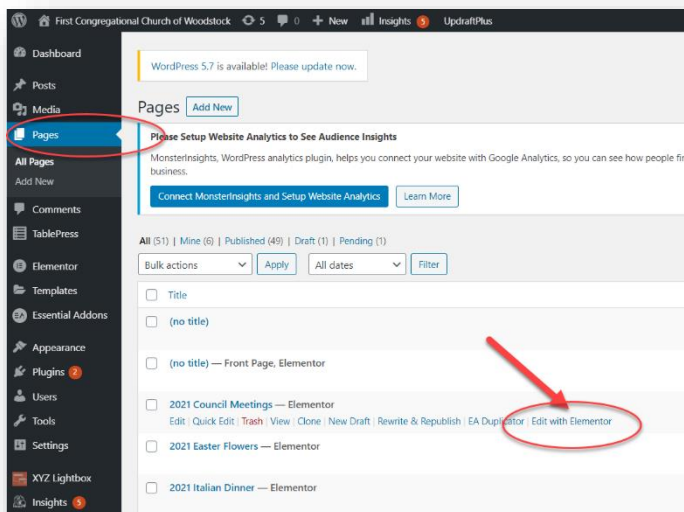 First Congregational Church of Woodstock 5 0 + New Insights 6 UpdraftPlus
Dashboard
Posts
Media
Pages
All Pages
Add New
Comments
TablePress
Elementor
Templates
Essential Addons
Appearance
Plugins 2
Users
Tools
Settings
XYZ Lightbox
Insights 5
WordPress 5.7 is available! Please update now.
Pages Add New
Please Setup Website Analytics to See Audience Insights
MonsterInsights, WordPress analytics plugin, helps you connect your website with Google Analytics, so you can see how people
business.
Connect MonsterInsights and Setup Website Analytics Learn More
All (51) | Mine (6) | Published (49) | Draft (1) | Pending (1)
Bulk actions Apply All dates Filter
Title
(no title)
(no title) — Front Page, Elementor
2021 Council Meetings — Elementor
Edit | Quick Edit | Trash | View | Clone | New Draft | Rewrite & Republish | EA Duplicator | Edit with Elementor
2021 Easter Flowers — Elementor
2021 Italian Dinner — Elementor